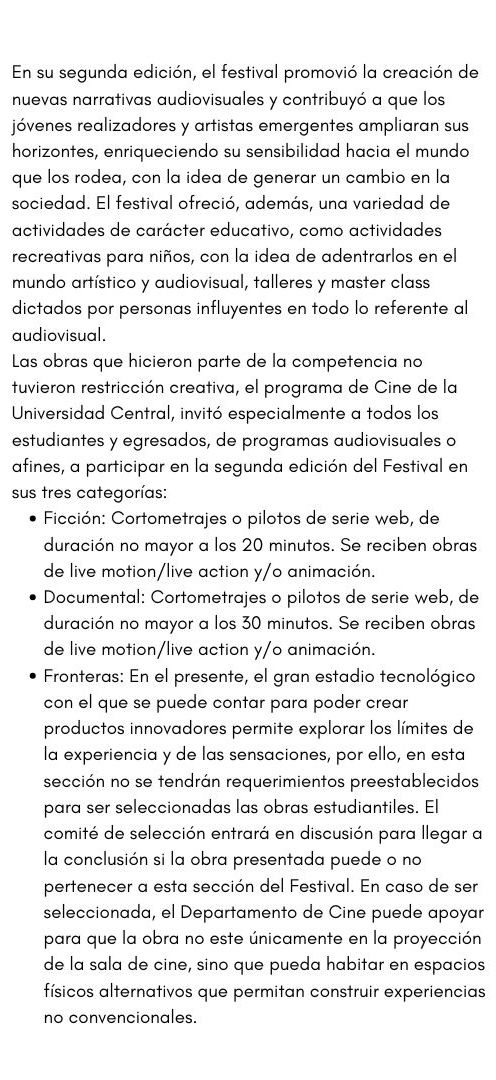 En su segunda edición, el festival promovió la creación de
nuevas narrativas audiovisuales y contribuyó a que los
jóvenes realizadores y artistas emergentes ampliaran sus
horizontes, enriqueciendo su sensibilidad hacia el mundo
que los rodea, con la idea de generar un cambio en la
sociedad. El festival ofreció, además, una variedad de
actividades de carácter educativo, como actividades
recreativas para niños, con la idea de adentrarlos en el
mundo artístico y audiovisual, talleres y master class
dictados por personas influyentes en todo lo referente al
audiovisual.
Las obras que hicieron parte de la competencia no
tuvieron restricción creativa, el programa de Cine de la
Universidad Central, invitó especialmente a todos los
estudiantes y egresados, de programas audiovisuales o
afines, a participar en la segunda edición del Festival en
sus tres categorías:
• Ficción: Cortometrajes o pilotos de serie web, de
duración no mayor a los 20 minutos. Se reciben obras
de live motion/live action y/o animación.
• Documental: Cortometrajes o pilotos de serie web, de
duración no mayor a los 30 minutos. Se reciben obras
de live motion/live action y/o animación.
• Fronteras: En el presente, el gran estadio tecnológico
con el que se puede contar para poder crear
productos innovadores permite explorar los límites de
la experiencia y de las sensaciones, por ello, en esta
sección no se tendrán requerimientos preestablecidos
para ser seleccionadas las obras estudiantiles. El
comité de selección entrará en discusión para llegar a
la conclusión si la obra presentada puede o no
pertenecer a esta sección del Festival. En caso de ser
seleccionada, el Departamento de Cine puede apoyar
para que la obra no este únicamente en la proyección
de la sala de cine, sino que pueda habitar en espacios
físicos alternativos que permitan construir experiencias
no convencionales.